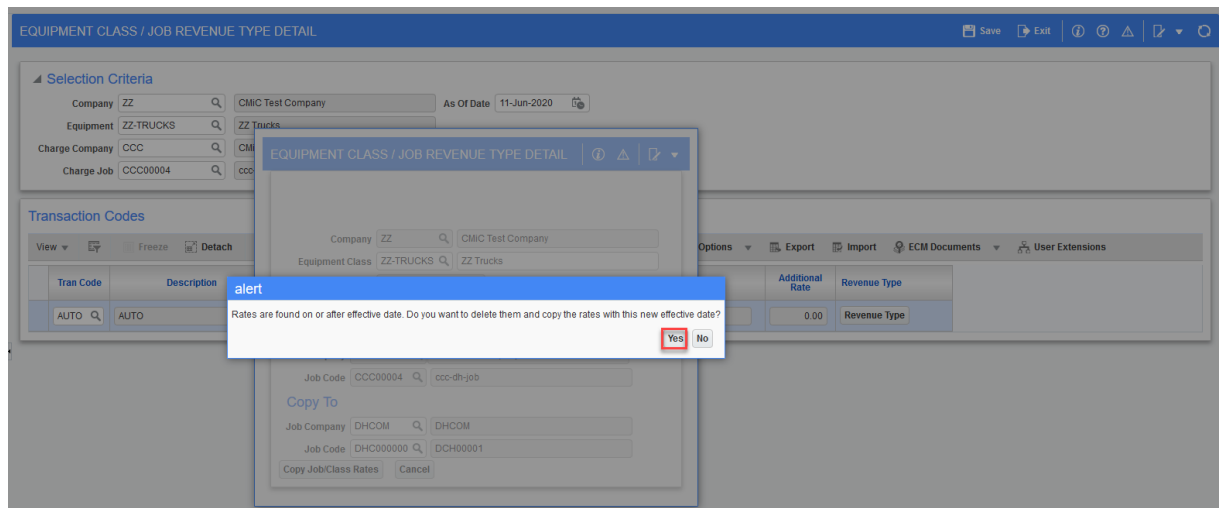 EQUIPMENT CLASS / JOB REVENUE TYPE DETAIL
Save Exit
Selection Criteria
Company ZZ CMiC Test Company As Of Date 11-Jun-2020
Equipment ZZ-TRUCKS ZZ Trucks
Charge Company CCC
Charge Job CCC00004
EQUIPMENT CLASS / JOB REVENUE TYPE DETAIL
Company ZZ CMiC Test Company
Equipment Class ZZ-TRUCKS ZZ Trucks
Transaction Codes
View Freeze Detach Options Export Import ECM Documents User Extensions
Tran Code Description Additional Rate Revenue Type
AUTO AUTO 0.00 Revenue Type
alert
Rates are found on or after effective date. Do you want to delete them and copy the rates with this new effective date?
Yes No
Job Code CCC00004 ccc-dh-job
Copy To
Job Company DHCOM DHCOM
Job Code DHC000000 DCH00001
Copy Job/Class Rates Cancel